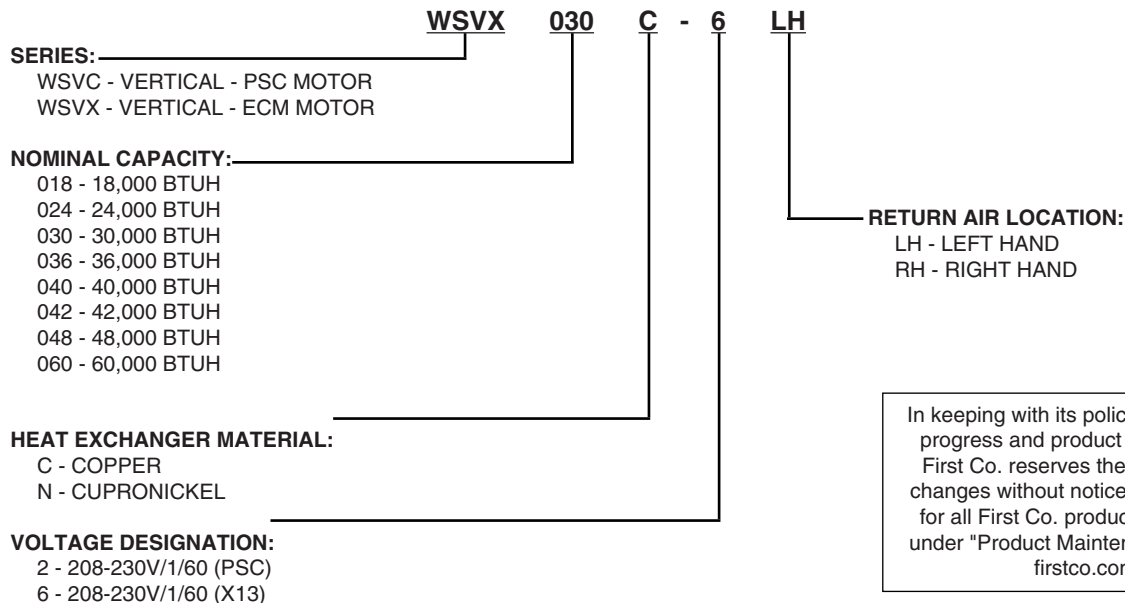 WSVX 030 C - 6 LH
SERIES:
WSVC - VERTICAL - PSC MOTOR
WSVX - VERTICAL - ECM MOTOR
NOMINAL CAPACITY:
018 - 18,000 BTUH
024 - 24,000 BTUH
030 - 30,000 BTUH
036 - 36,000 BTUH
040 - 40,000 BTUH
042 - 42,000 BTUH
048 - 48,000 BTUH
060 - 60,000 BTUH
RETURN AIR LOCATION:
LH - LEFT HAND
RH - RIGHT HAND
HEAT EXCHANGER MATERIAL:
C - COPPER
N - CUPRONICKEL
VOLTAGE DESIGNATION:
2 - 208-230V/1/60 (PSC)
6 - 208-230V/1/60 (X13)
In keeping with its
progress and product
First Co. reserves the
changes without notice
for all First Co.
under "Product